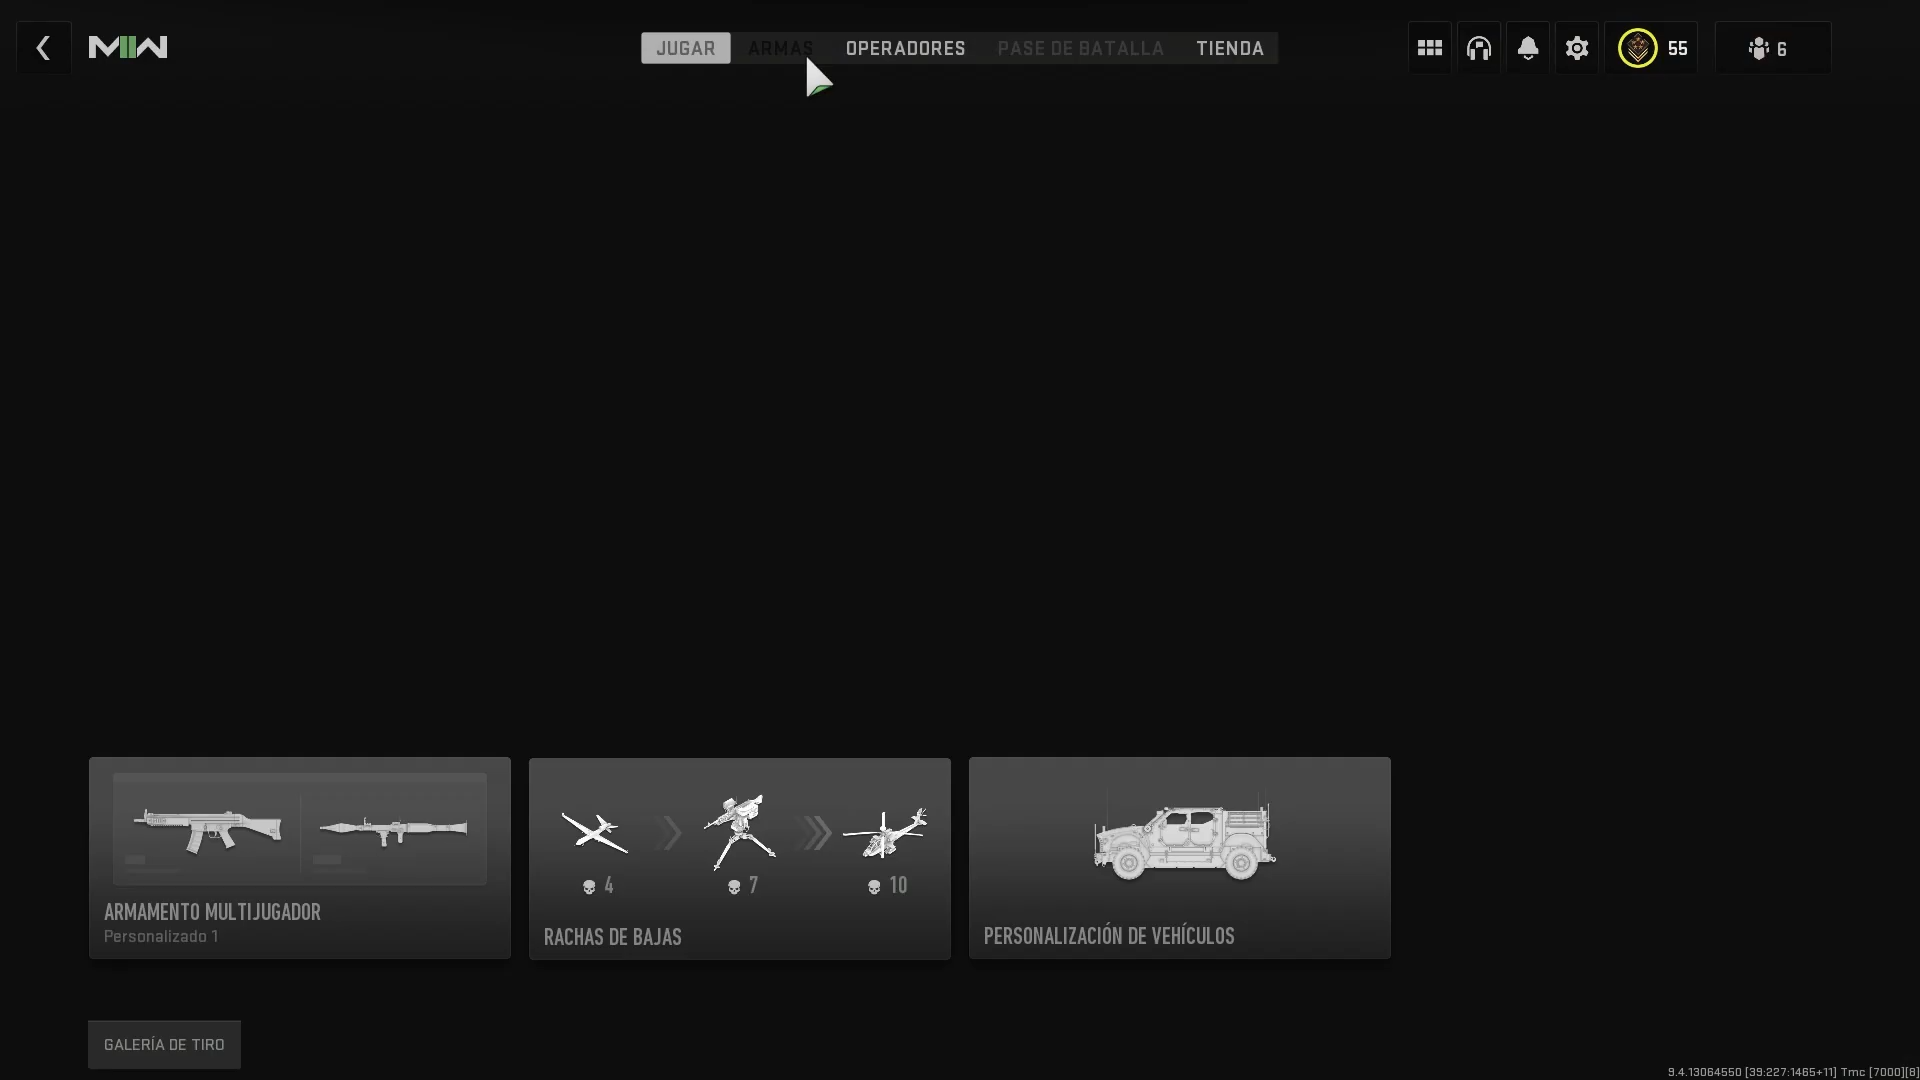 MIIW
JUGAR ARMAS OPERADORES PASE DE BATALLA TIENDA
55
6
4 7 10
ARMAMENTO MULTIJUGADOR
Personalizado 1
RACHAS DE BAJAS
PERSONALIZACIÓN DE VEHÍCULOS
GALERÍA DE TIRO
9.4.13064550 [39:227:1465+11] Tmc [7000][8]